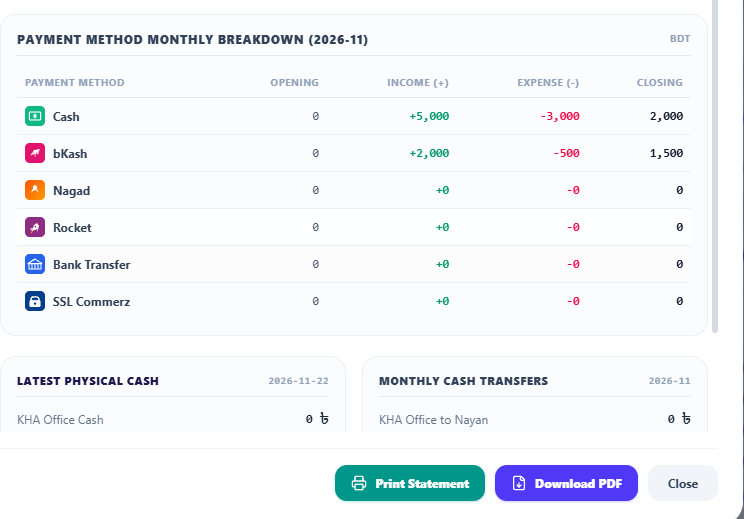 PAYMENT METHOD MONTHLY BREAKDOWN (2026-11) BDT
PAYMENT METHOD OPENING INCOME (+) EXPENSE (-) CLOSING
Cash 0 +5,000 -3,000 2,000
bKash 0 +2,000 -500 1,500
Nagad 0 +0 -0 0
Rocket 0 +0 -0 0
Bank Transfer 0 +0 -0 0
SSL Commerz 0 +0 -0 0
LATEST PHYSICAL CASH 2026-11-22
KHA Office Cash 0 ৳
MONTHLY CASH TRANSFERS 2026-11
KHA Office to Nayan 0 ৳
Print Statement
Download PDF
Close